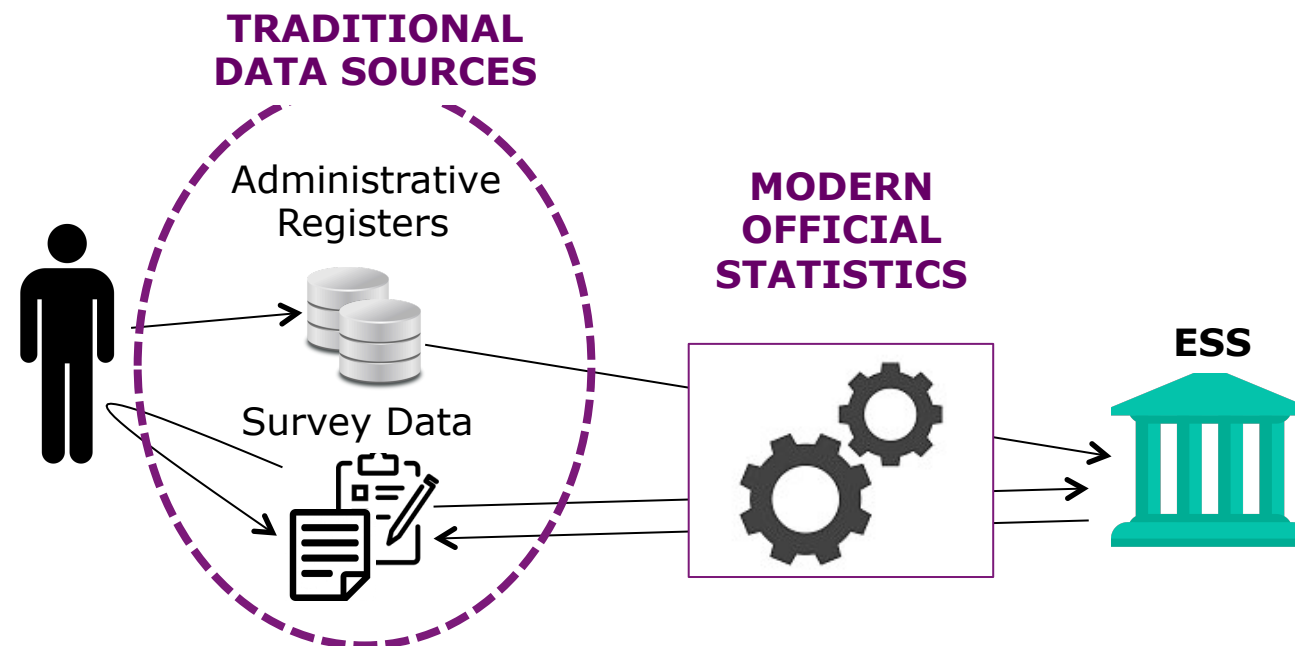 TRADITIONAL
DATA SOURCES
Administrative
Registers
Survey Data
MODERN
OFFICIAL
STATISTICS
ESS